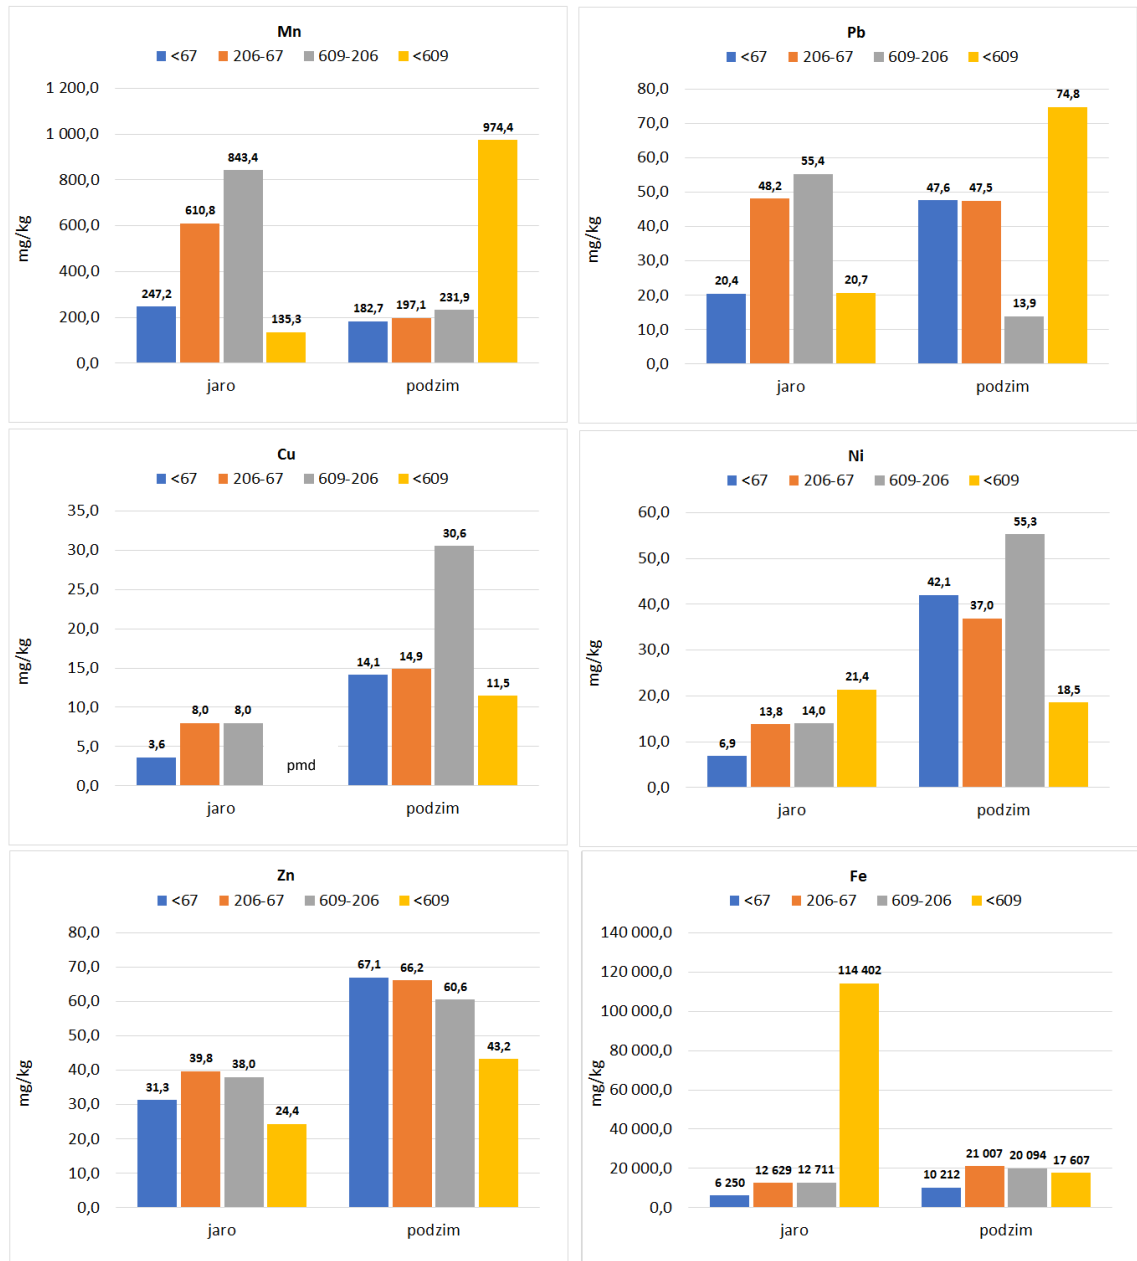 Mn
<67 206-67 609-206 <609
1 200,0
1 000,0
800,0
600,0
400,0
200,0
0,0
mg/kg
247,2 610,8 843,4 135,3
182,7 197,1 231,9 974,4
jaro podzim
Pb
<67 206-67 609-206 <609
80,0
70,0
60,0
50,0
40,0
30,0
20,0
10,0
0,0
mg/kg
20,4 48,2 55,4 20,7
47,6 47,5 13,9 74,8
jaro podzim
Cu
<67 206-67 609-206 <609
35,0
30,0
25,0
20,0
15,0
10,0
5,0
0,0
mg/kg
3,6 8,0 8,0 pmd
14,1 14,9 30,6 11,5
jaro podzim
Ni
<67 206-67 609-206 <609
60,0
50,0
40,0
30,0
20,0
10,0
0,0
mg/kg
6,9 13,8 14,0 21,4
42,1 37,0 55,3 18,5
jaro podzim
Zn
<67 206-67 609-206 <609
80,0
70,0
60,0
50,0
40,0
30,0
20,0
10,0
0,0
mg/kg
31,3 39,8 38,0 24,4
67,1 66,2 60,6 43,2
jaro podzim
Fe
<67 206-67 609-206 <609
140 000,0
120 000,0
100 000,0
80 000,0
60 000,0
40 000,0
20 000,0
0,0
mg/kg
6 250 12 629 12 711 114 402
10 212 21 007 20 094 17 607
jaro podzim